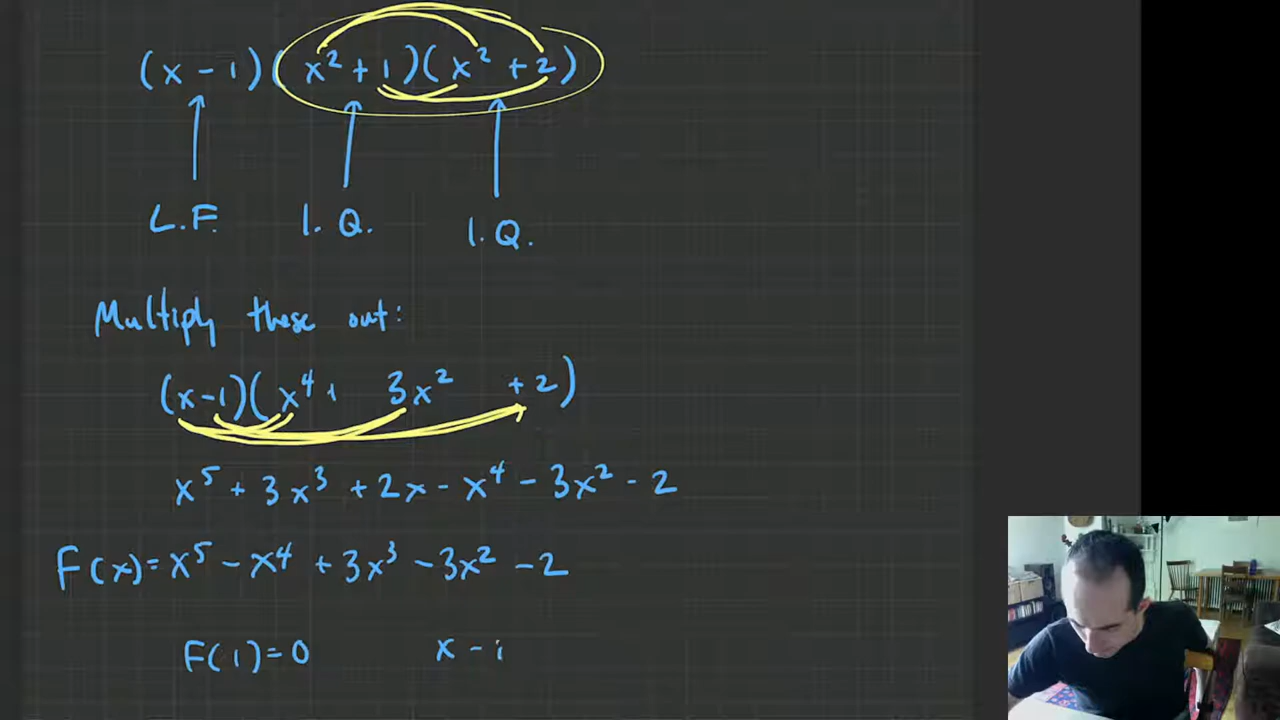 (x - 1)(x² + 1)(x² + 2)
L.F. I.Q. I.Q.
Multiply these out:
(x-1)(x⁴ + 3x² + 2)
x⁵ + 3x³ + 2x - x⁴ - 3x² - 2
F(x) = x⁵ - x⁴ + 3x³ - 3x² - 2
F(1) = 0 x - i